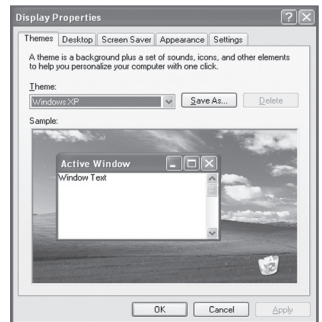 Display Properties
Themes Desktop Screen Saver Appearance Settings
A theme is a background plus a set of sounds, icons, and other elements
to help you personalize your computer with one click.
Theme:
Windows XP Save As... Delete
Sample:
Active Window
Window Text
OK Cancel Apply